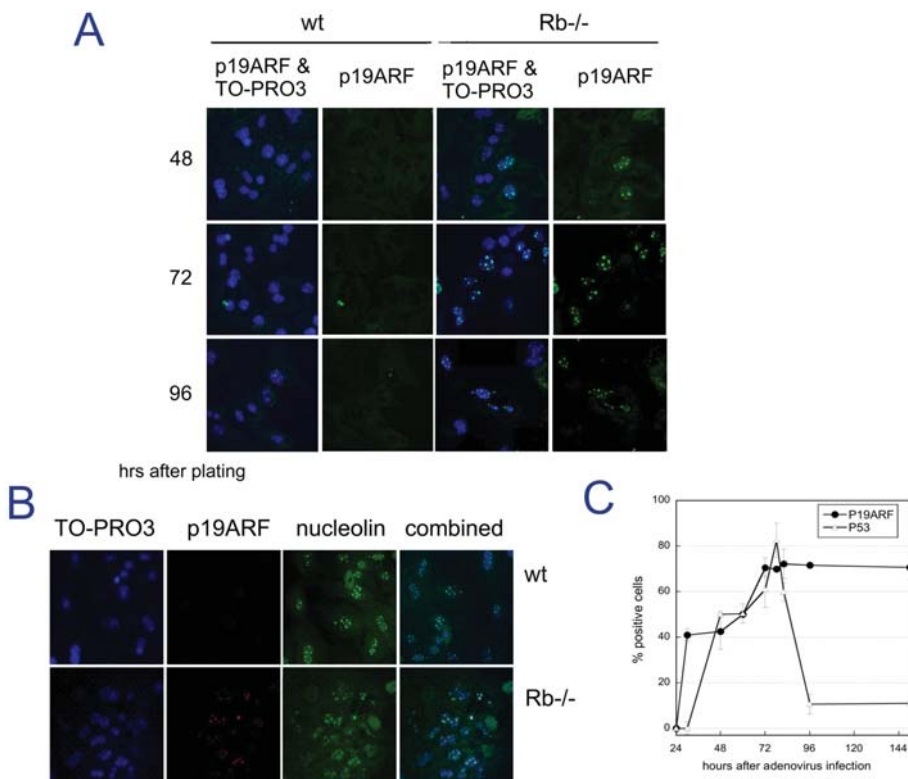 A
wt
Rb-/-
p19ARF &
TO-PRO3
p19ARF
p19ARF &
TO-PRO3
p19ARF
48
72
96
hrs after plating
B
TO-PRO3
p19ARF
nucleolin
combined
wt
Rb-/-
C
P19ARF
P53
% positive cells
100
80
60
40
20
0
24
48
72
96
120
144
hours after adenovirus infection